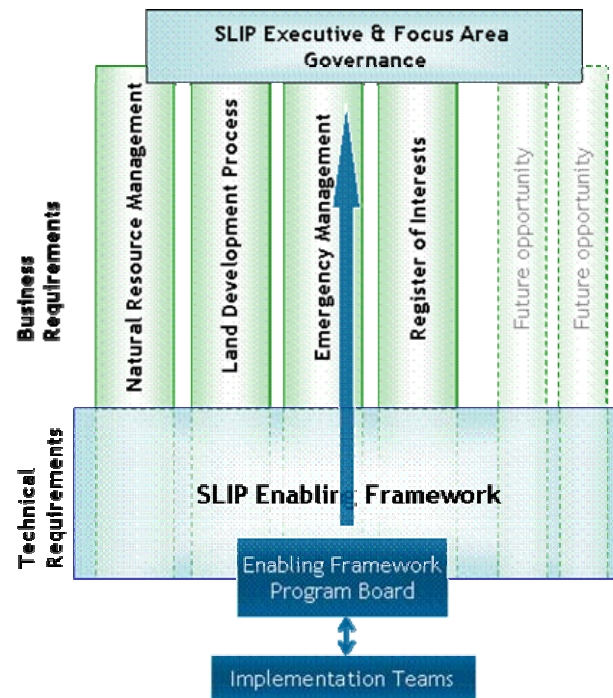 SLIP Executive & Focus Area
Governance
Business
Requirements
Natural Resource Management
Land Development Process
Emergency Management
Register of Interests
Future opportunity
Future opportunity
Technical
Requirements
SLIP Enabling Framework
Enabling Framework
Program Board
Implementation Teams